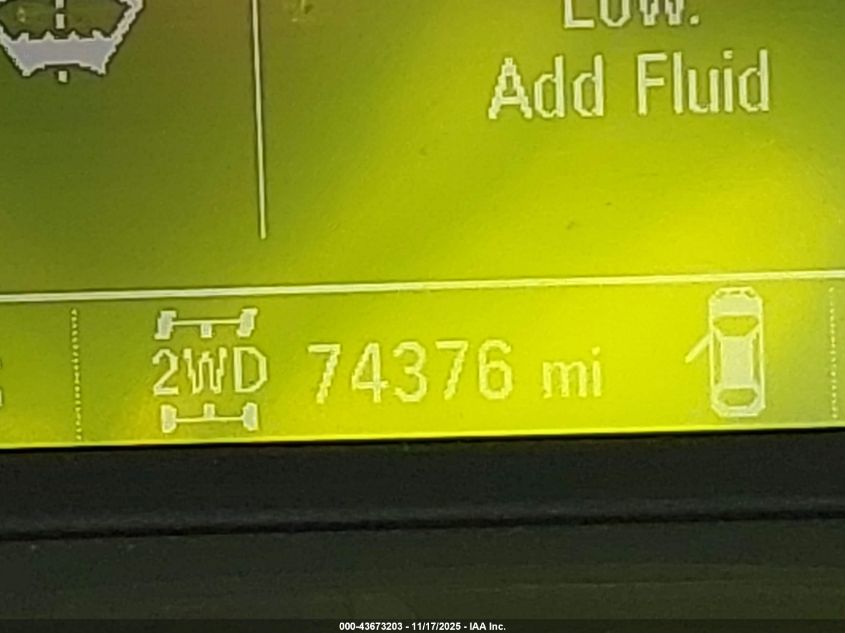 Low.
Add Fluid
2WD 74376 mi
000-43673203 - 11/17/2025 - IAA Inc.